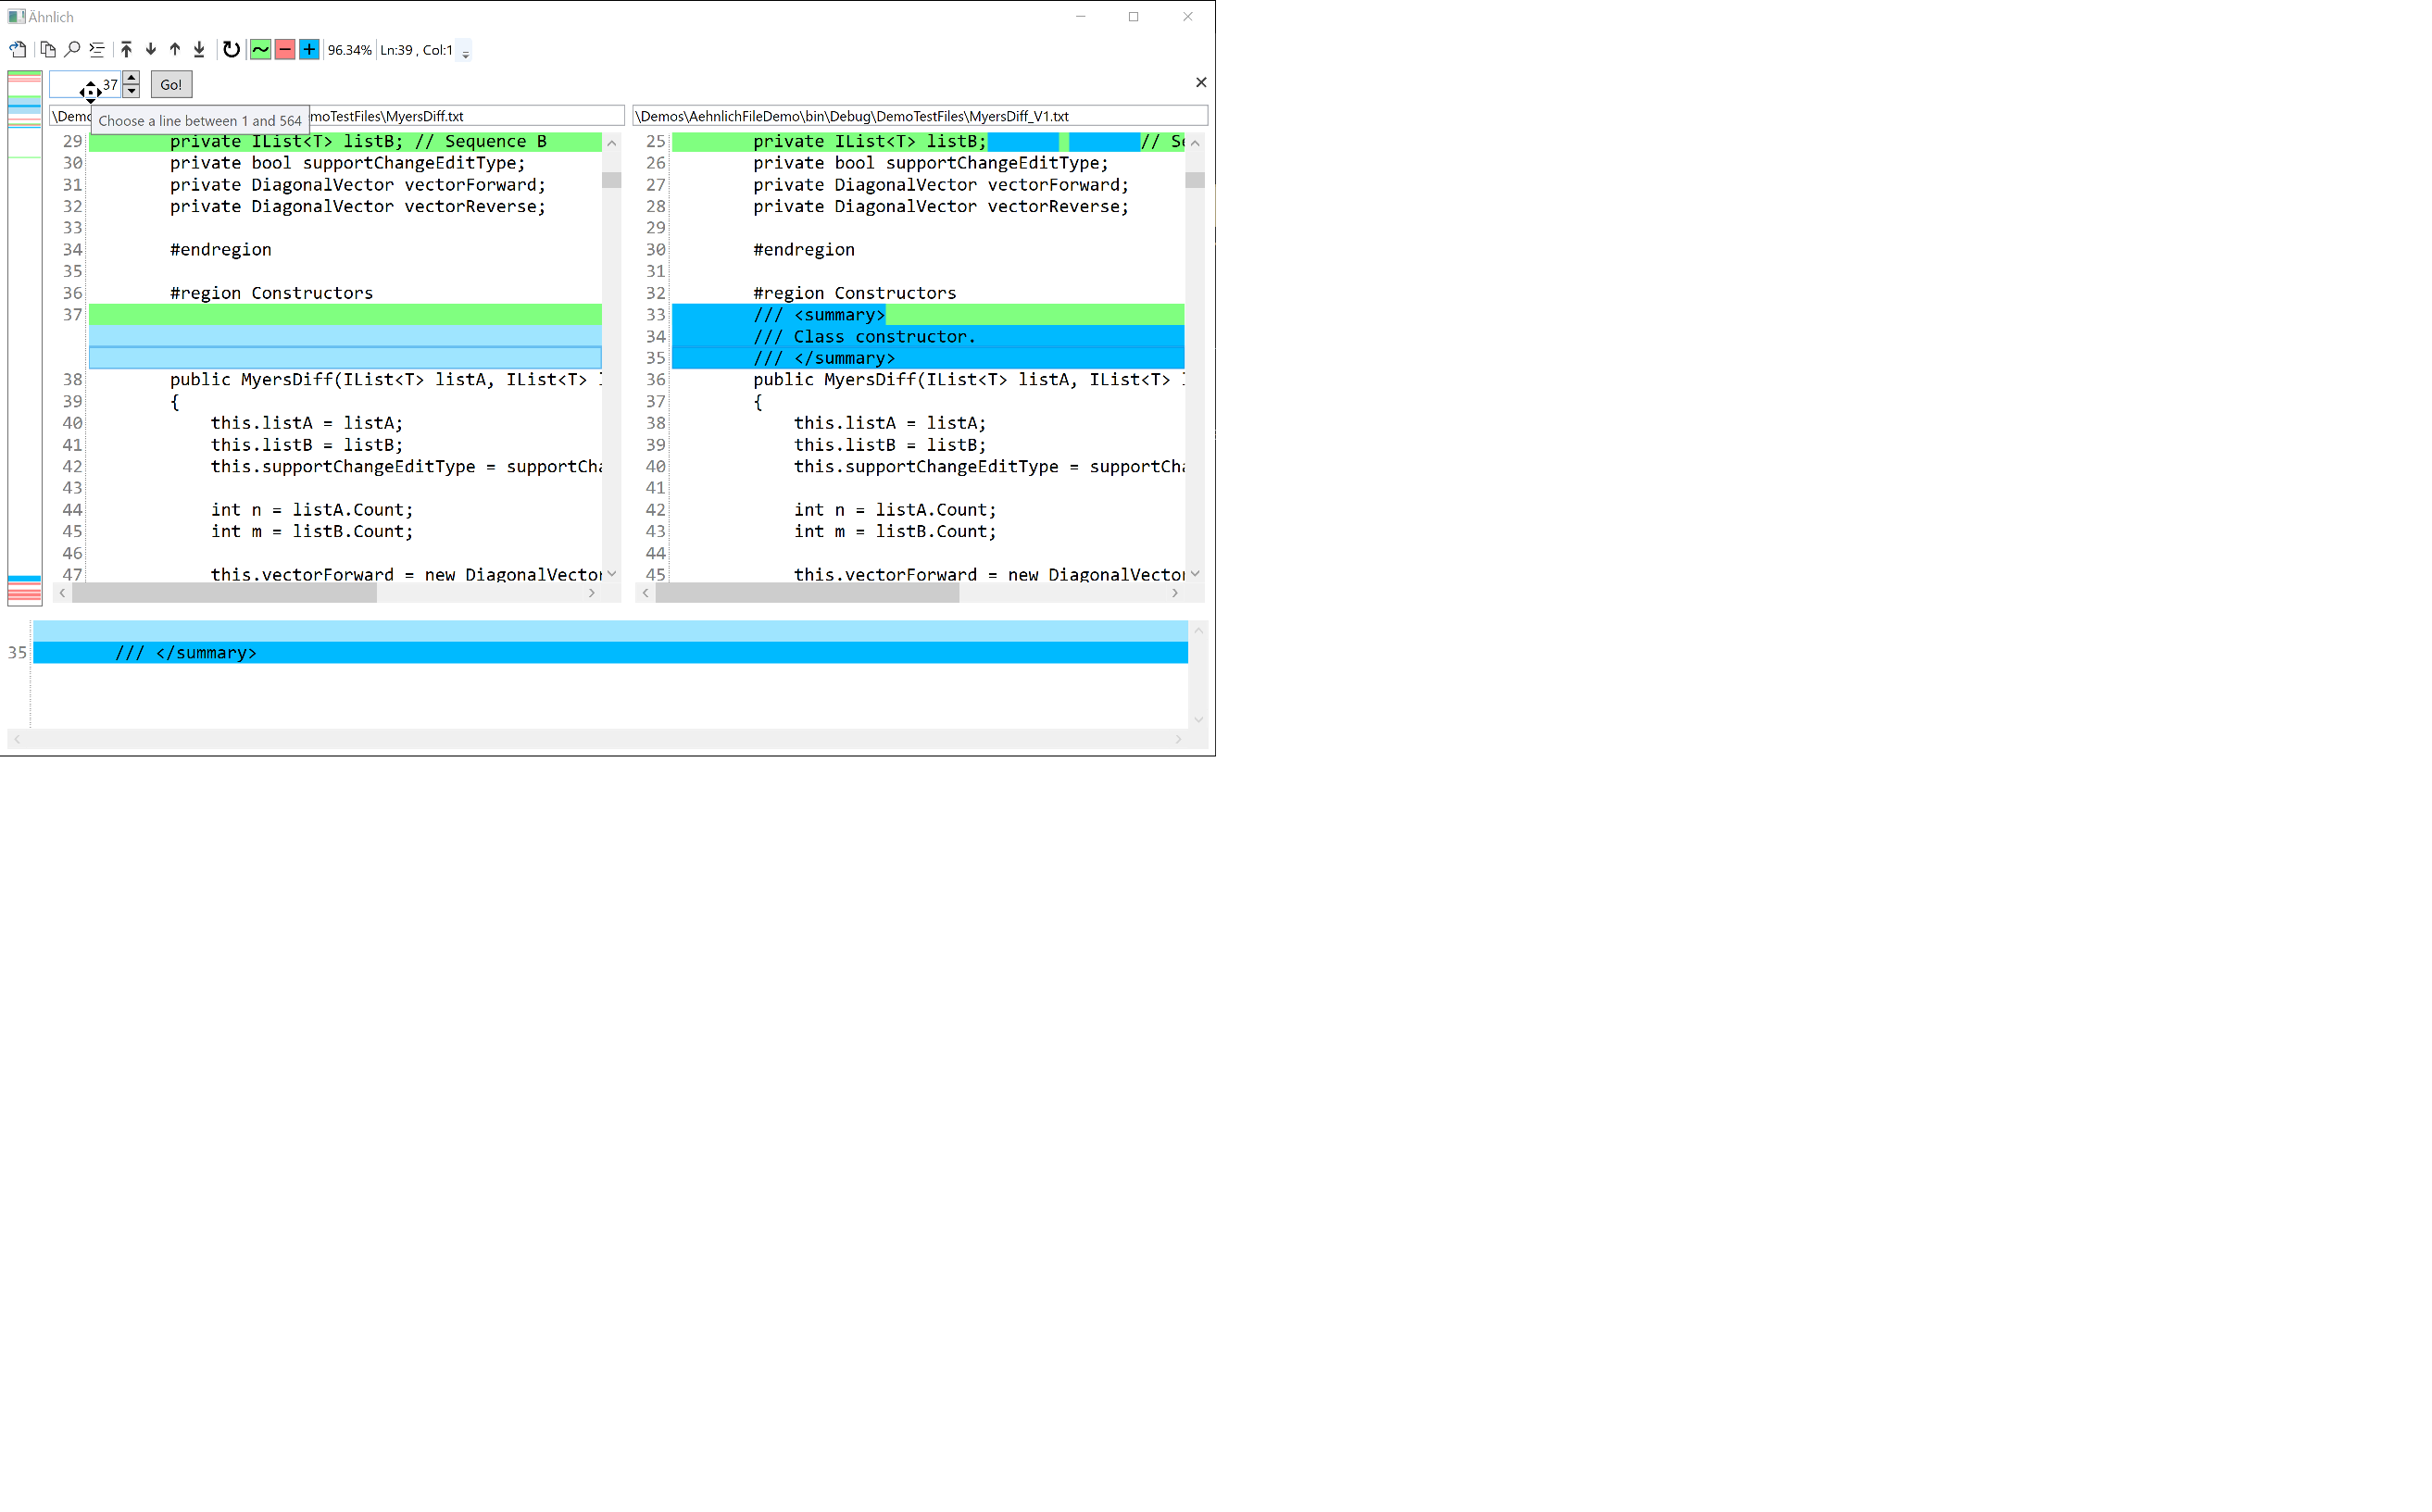 Ähnlich
96.34% Ln:39 , Col:1
37 Go!
Choose a line between 1 and 564
\Demo moTestFiles\MyersDiff.txt
29 private IList<T> listB; // Sequence B
30 private bool supportChangeEditType;
31 private DiagonalVector vectorForward;
32 private DiagonalVector vectorReverse;
33
34 #endregion
35
36 #region Constructors
37
38 public MyersDiff(IList<T> listA, IList<T>
39 {
40 this.listA = listA;
41 this.listB = listB;
42 this.supportChangeEditType = supportCha
43
44 int n = listA.Count;
45 int m = listB.Count;
46
47 this.vectorForward = new DiagonalVector
\Demos\AehnlichFileDemo\bin\Debug\DemoTestFiles\MyersDiff_V1.txt
25 private IList<T> listB; // Se
26 private bool supportChangeEditType;
27 private DiagonalVector vectorForward;
28 private DiagonalVector vectorReverse;
29
30 #endregion
31
32 #region Constructors
33 /// <summary>
34 /// Class constructor.
35 /// </summary>
36 public MyersDiff(IList<T> listA, IList<T>
37 {
38 this.listA = listA;
39 this.listB = listB;
40 this.supportChangeEditType = supportCha
41
42 int n = listA.Count;
43 int m = listB.Count;
44
45 this.vectorForward = new DiagonalVector
35 /// </summary>